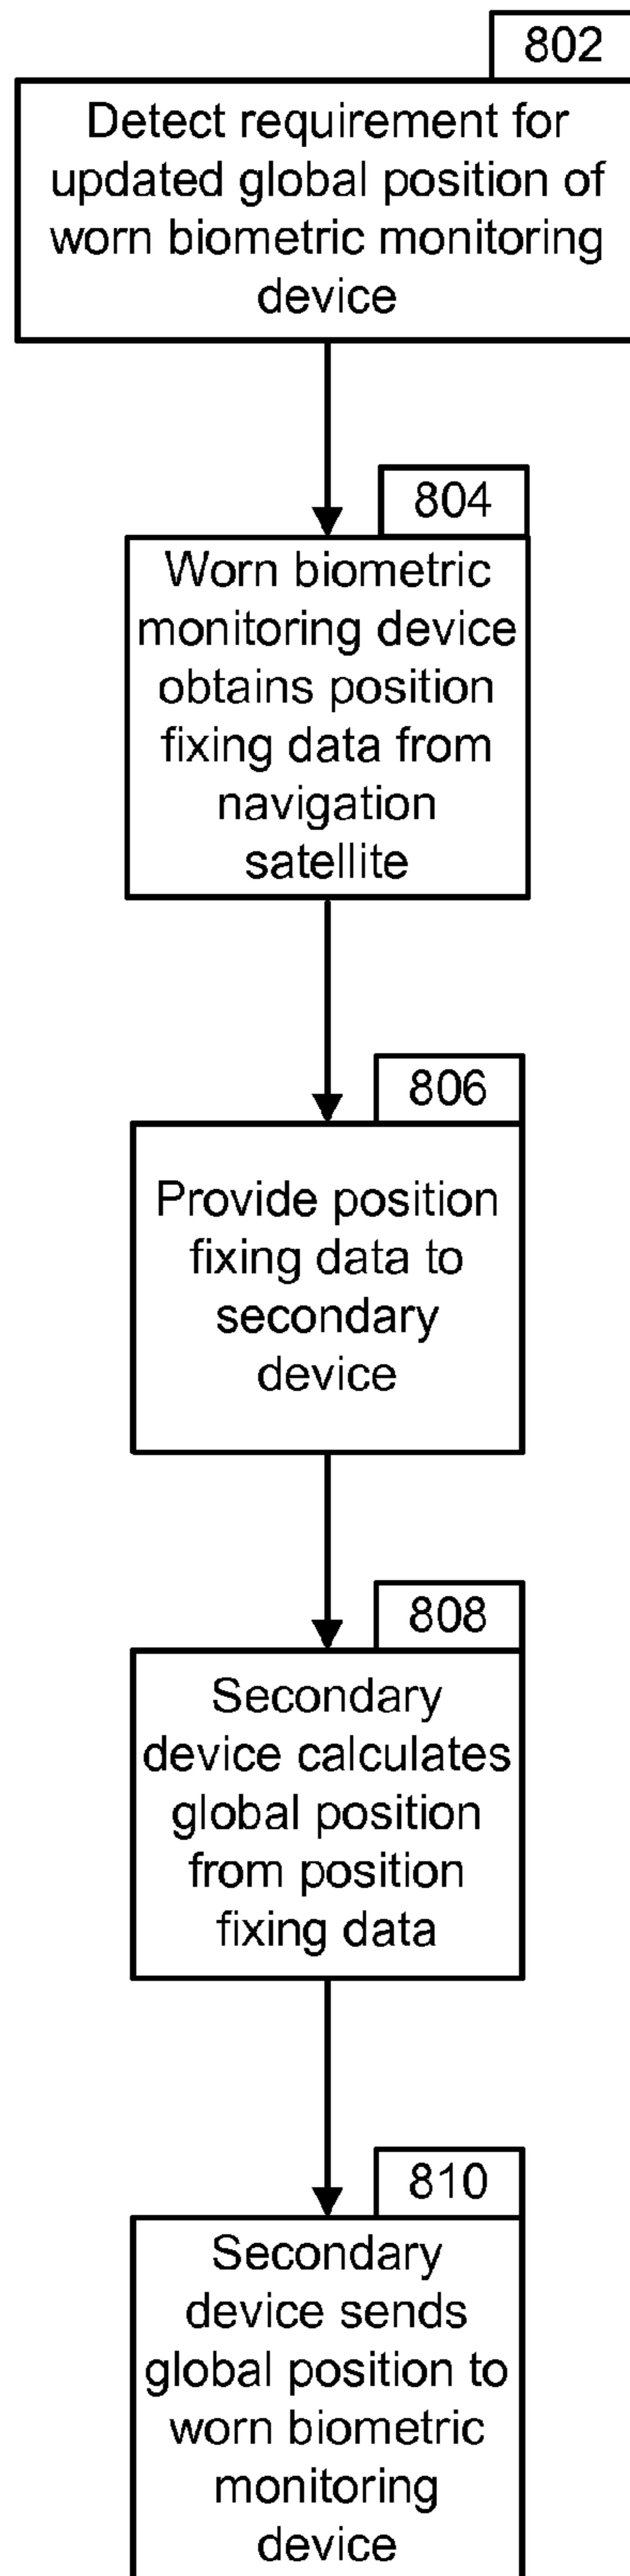 802
Detect requirement for
updated global position of
worn biometric monitoring
device
804
Worn biometric
monitoring device
obtains position
fixing data from
navigation
satellite
806
Provide position
fixing data to
secondary
device
808
Secondary
device calculates
global position
from position
fixing data
810
Secondary
device sends
global position to
worn biometric
monitoring
device